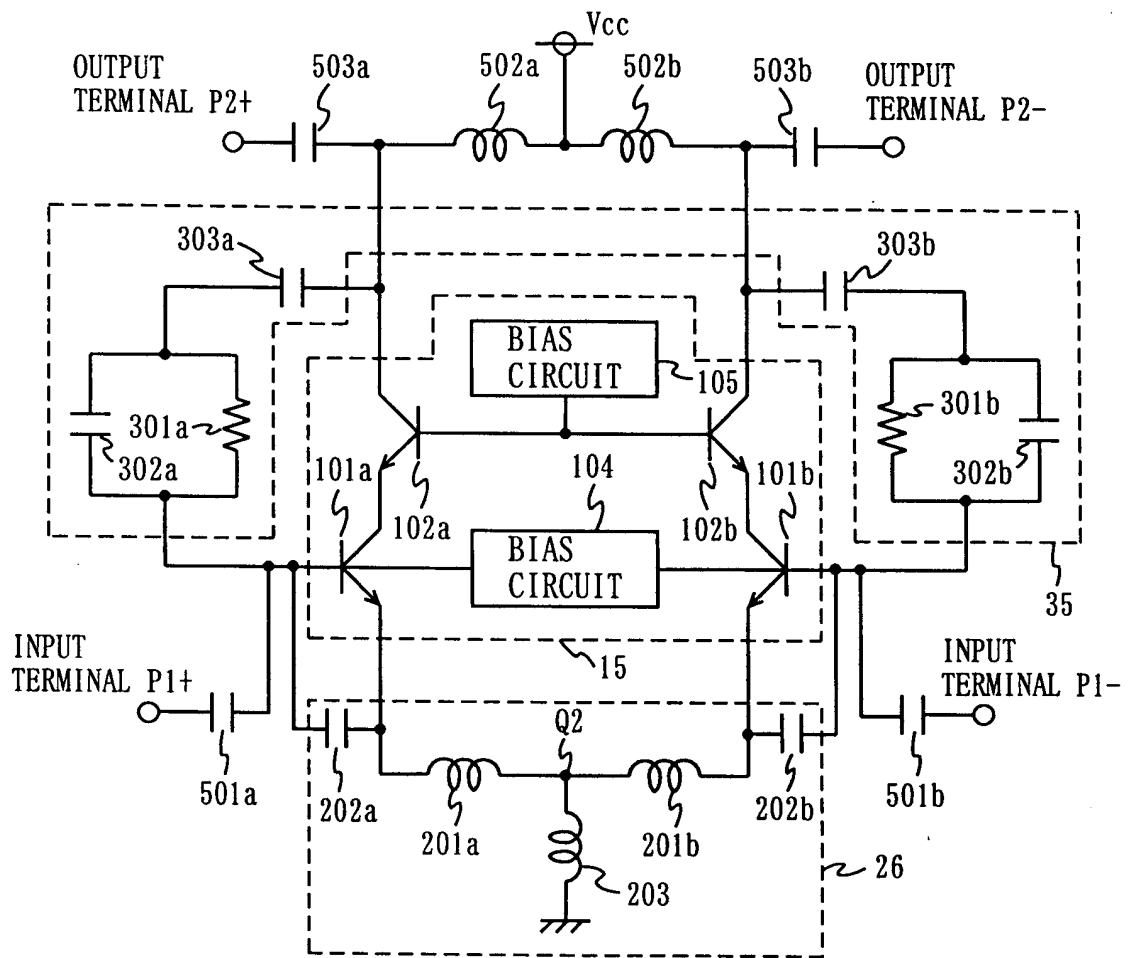 Vcc
OUTPUT
TERMINAL P2+
503a
502a
502b
503b
OUTPUT
TERMINAL P2-
303a
303b
BIAS
CIRCUIT
105
301a
302a
301b
302b
101a
102a
104
102b
101b
BIAS
CIRCUIT
35
15
INPUT
TERMINAL P1+
INPUT
TERMINAL P1-
501a
202a
Q2
202b
501b
201a
201b
203
26